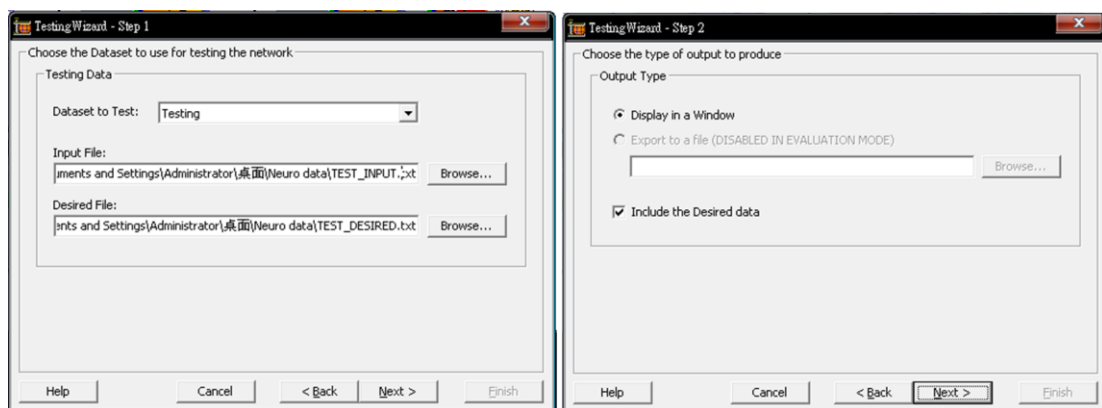 TestingWizard - Step 1
Choose the Dataset to use for testing the network
Testing Data
Dataset to Test:
Testing
Input File:
uments and Settings\Administrator\桌面\Neuro data\TEST_INPUT.txt
Browse...
Desired File:
ents and Settings\Administrator\桌面\Neuro data\TEST_DESIRED.txt
Browse...
Help
Cancel
< Back
Next >
Finish
TestingWizard - Step 2
Choose the type of output to produce
Output Type
Display in a Window
Export to a file (DISABLED IN EVALUATION MODE)
Browse...
Include the Desired data
Help
Cancel
< Back
Next >
Finish